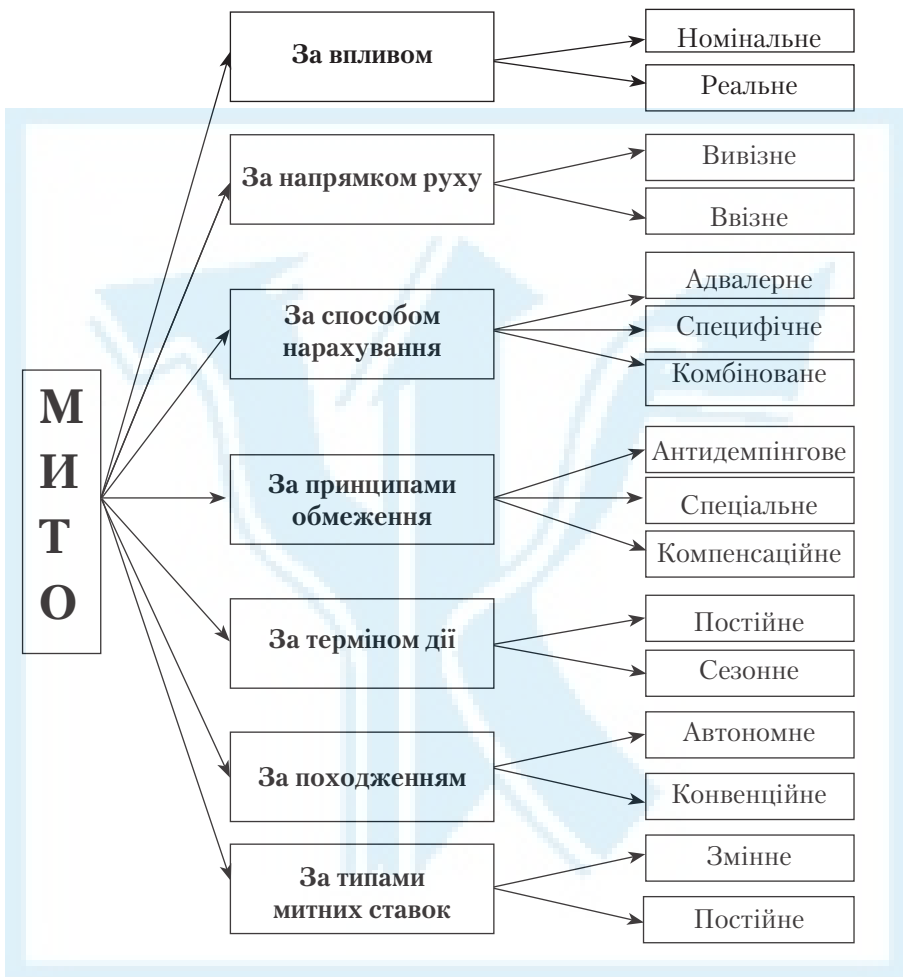 За впливом
Номінальне
Реальне
За напрямком руху
Вивізне
Ввізне
За способом
нарахування
Адвалерне
Специфічне
Комбіноване
МИТО
За принципами
обмеження
Антидемпінгове
Спеціальне
Компенсаційне
За терміном дії
Постійне
Сезонне
За походженням
Автономне
Конвенційне
За типами
митних ставок
Змінне
Постійне